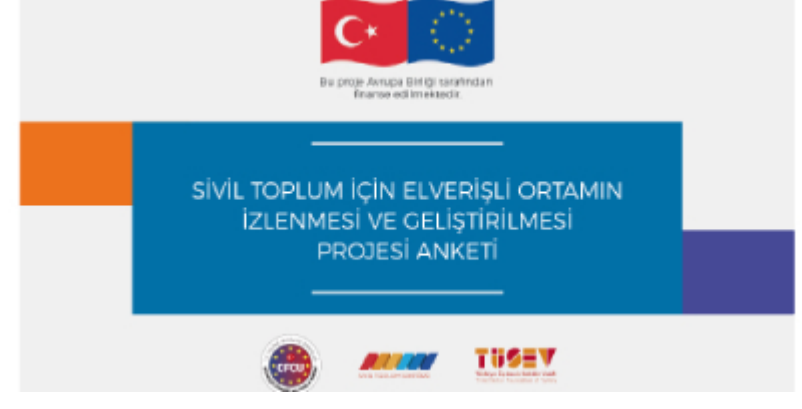 Bu proje Avrupa Birliği tarafından
finanse edilmektedir.
SİVİL TOPLUM İÇİN ELVERİŞLİ ORTAMIN
İZLENMESİ VE GELİŞTİRİLMESİ
PROJESİ ANKETİ
CFCU
TÜSEV